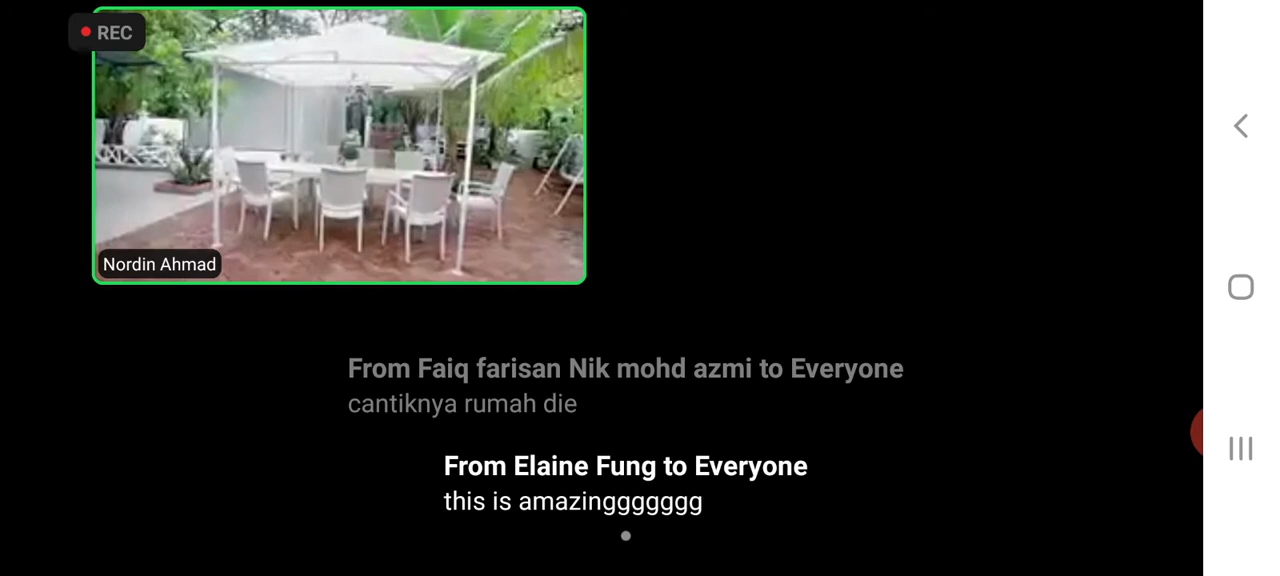 REC
Nordin Ahmad
From Faiq farisan Nik mohd azmi to Everyone
cantiknya rumah die
From Elaine Fung to Everyone
this is amazinggggggg